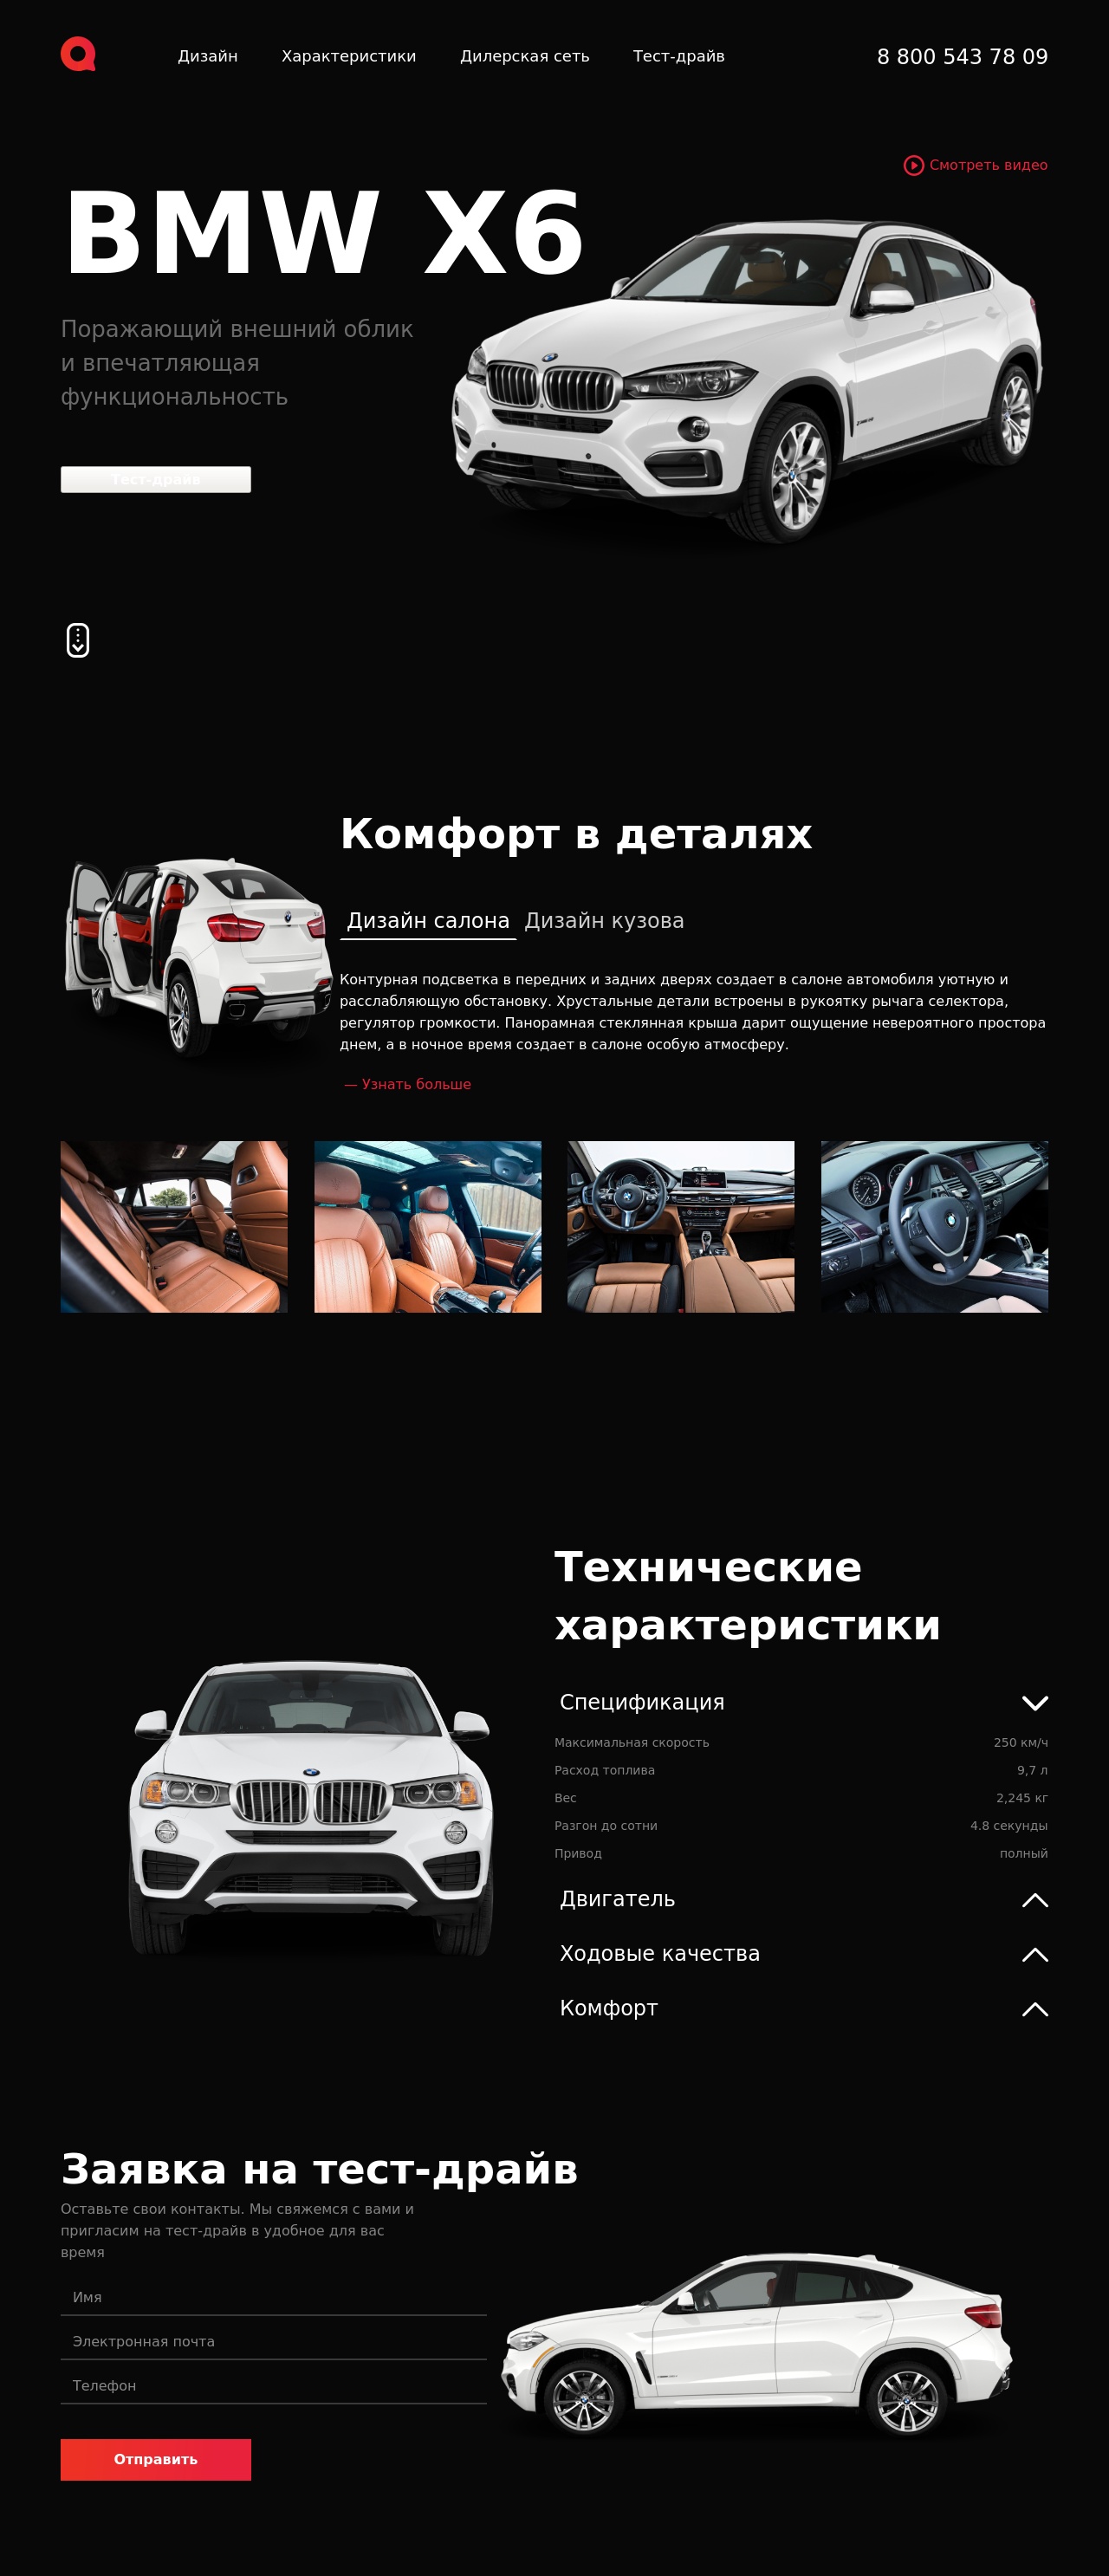 Дизайн Характеристики Дилерская сеть Тест-драйв 8 800 543 78 09
Смотреть видео
BMW X6
Поражающий внешний облик
и впечатляющая
функциональность
Тест-драйв
Комфорт в деталях
Дизайн салона Дизайн кузова
Контурная подсветка в передних и задних дверях создает в салоне автомобиля уютную и
расслабляющую обстановку. Хрустальные детали встроены в рукоятку рычага селектора,
регулятор громкости. Панорамная стеклянная крыша дарит ощущение невероятного простора
днем, а в ночное время создает в салоне особую атмосферу.
— Узнать больше
Технические
характеристики
Спецификация
Максимальная скорость 250 км/ч
Расход топлива 9,7 л
Вес 2,245 кг
Разгон до сотни 4.8 секунды
Привод полный
Двигатель
Ходовые качества
Комфорт
Заявка на тест-драйв
Оставьте свои контакты. Мы свяжемся с вами и
пригласим на тест-драйв в удобное для вас
время
Имя
Электронная почта
Телефон
Отправить